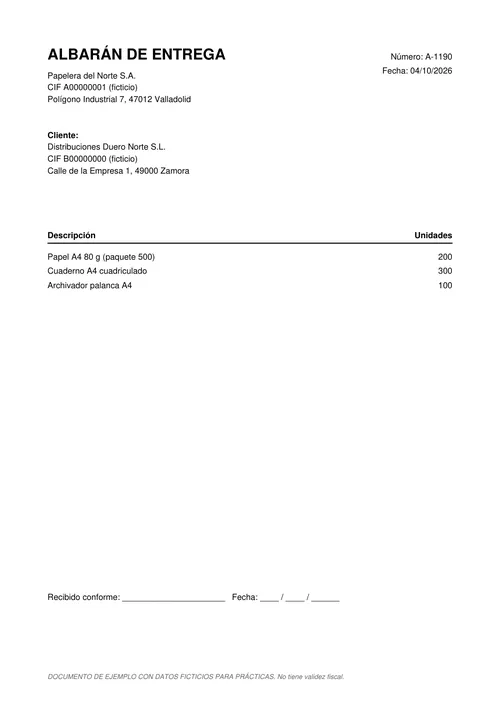 ALBARÁN DE ENTREGA
Número: A-1190
Fecha: 04/10/2026
Papelera del Norte S.A.
CIF A00000001 (ficticio)
Polígono Industrial 7, 47012 Valladolid
Cliente:
Distribuciones Duero Norte S.L.
CIF B00000000 (ficticio)
Calle de la Empresa 1, 49000 Zamora
Descripción Unidades
Papel A4 80 g (paquete 500) 200
Cuaderno A4 cuadriculado 300
Archivador palanca A4 100
Recibido conforme: ______________________ Fecha: ____ / ____ / ______
DOCUMENTO DE EJEMPLO CON DATOS FICTICIOS PARA PRÁCTICAS. No tiene validez fiscal.